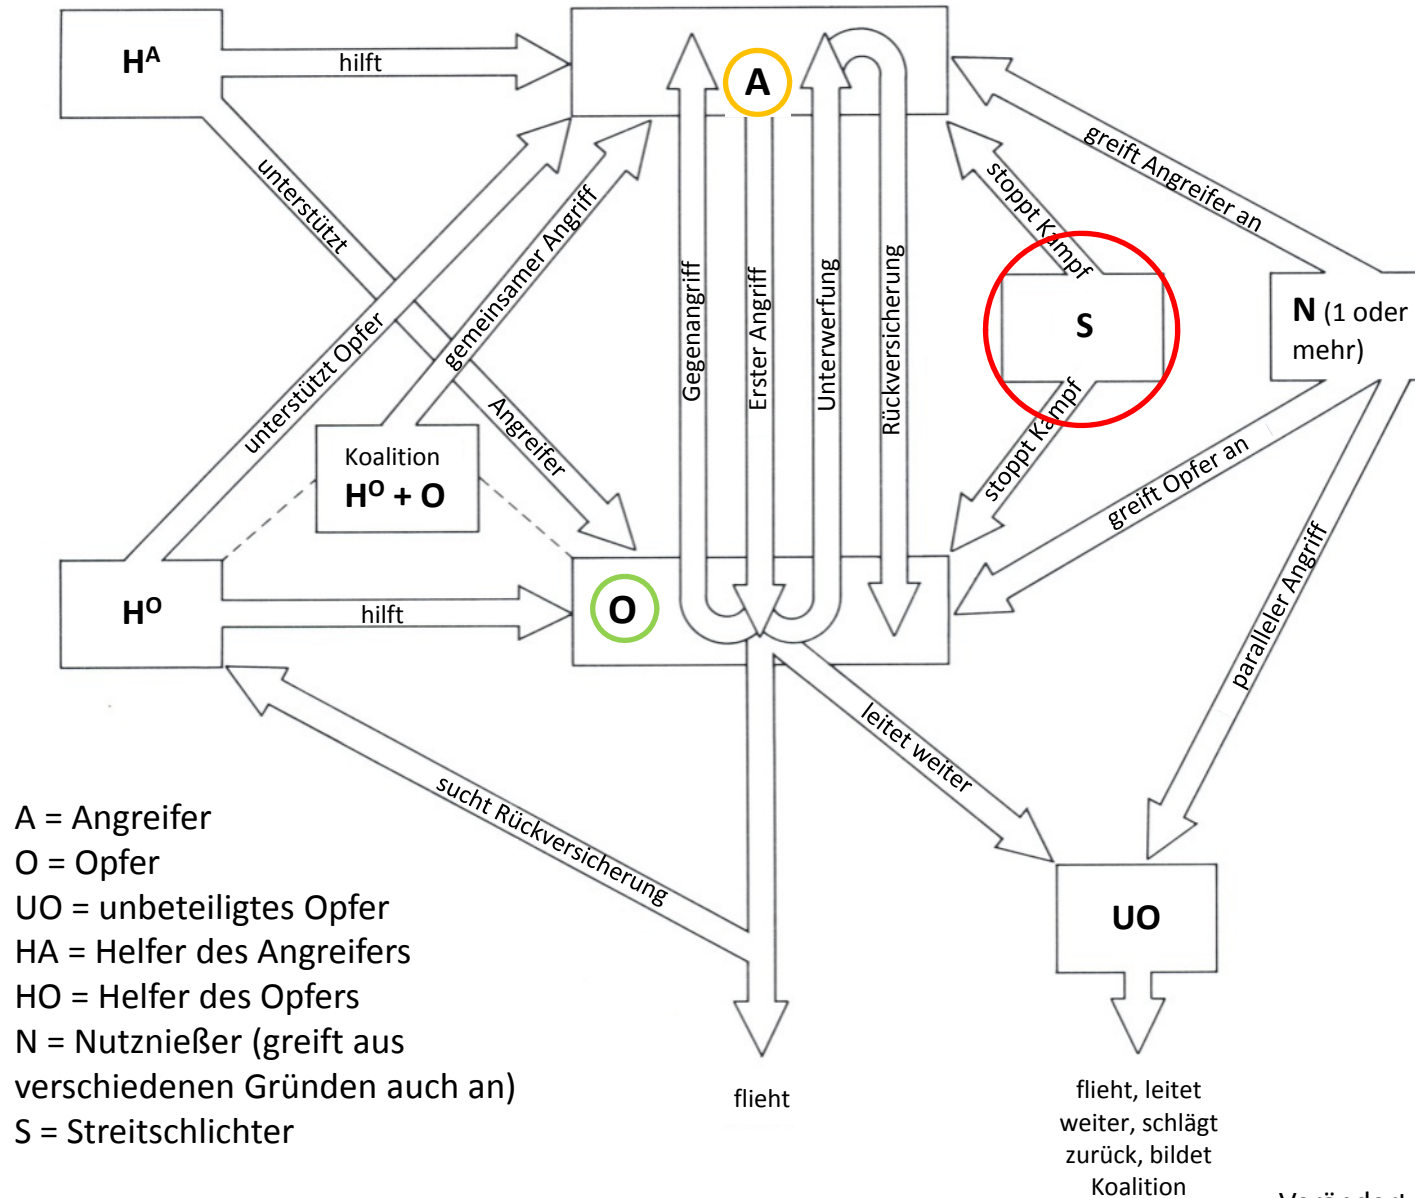 H^A
hilft
A
greift Angreifer an
unterstützt
stoppt Kampf
gemeinsamer Angriff
Gegenangriff
Erster Angriff
Unterwerfung
Rückversicherung
S
N (1 oder
mehr)
unterstützt Opfer
Angreifer
stoppt Kampf
Koalition
H^O + O
greift Opfer an
paralleler Angriff
H^O
hilft
O
leitet weiter
sucht Rückversicherung
A = Angreifer
O = Opfer
UO = unbeteiligtes Opfer
HA = Helfer des Angreifers
HO = Helfer des Opfers
N = Nutznießer (greift aus
verschiedenen Gründen auch an)
S = Streitschlichter
UO
flieht
flieht, leitet
weiter, schlägt
zurück, bildet
Koalition